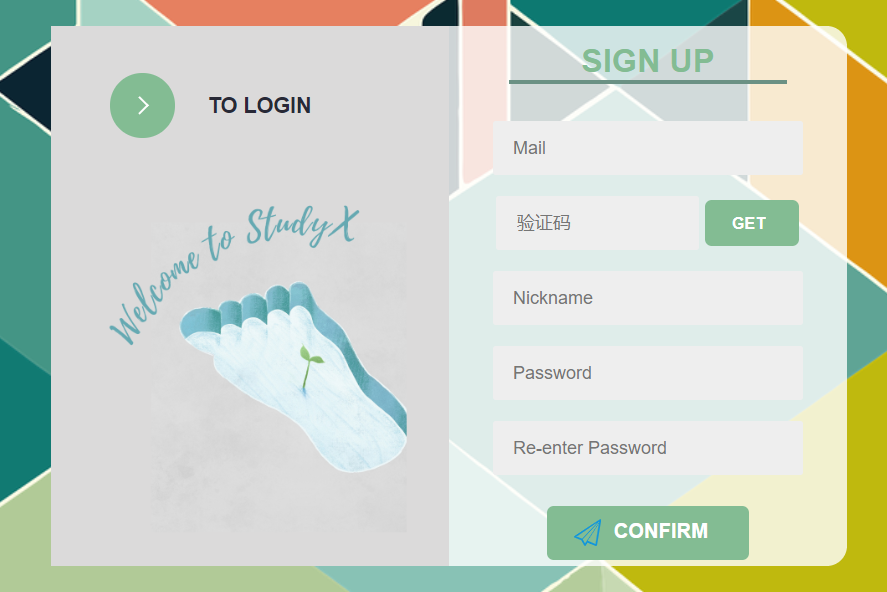 TO LOGIN
Welcome to StudyX
SIGN UP
Mail
验证码
GET
Nickname
Password
Re-enter Password
CONFIRM